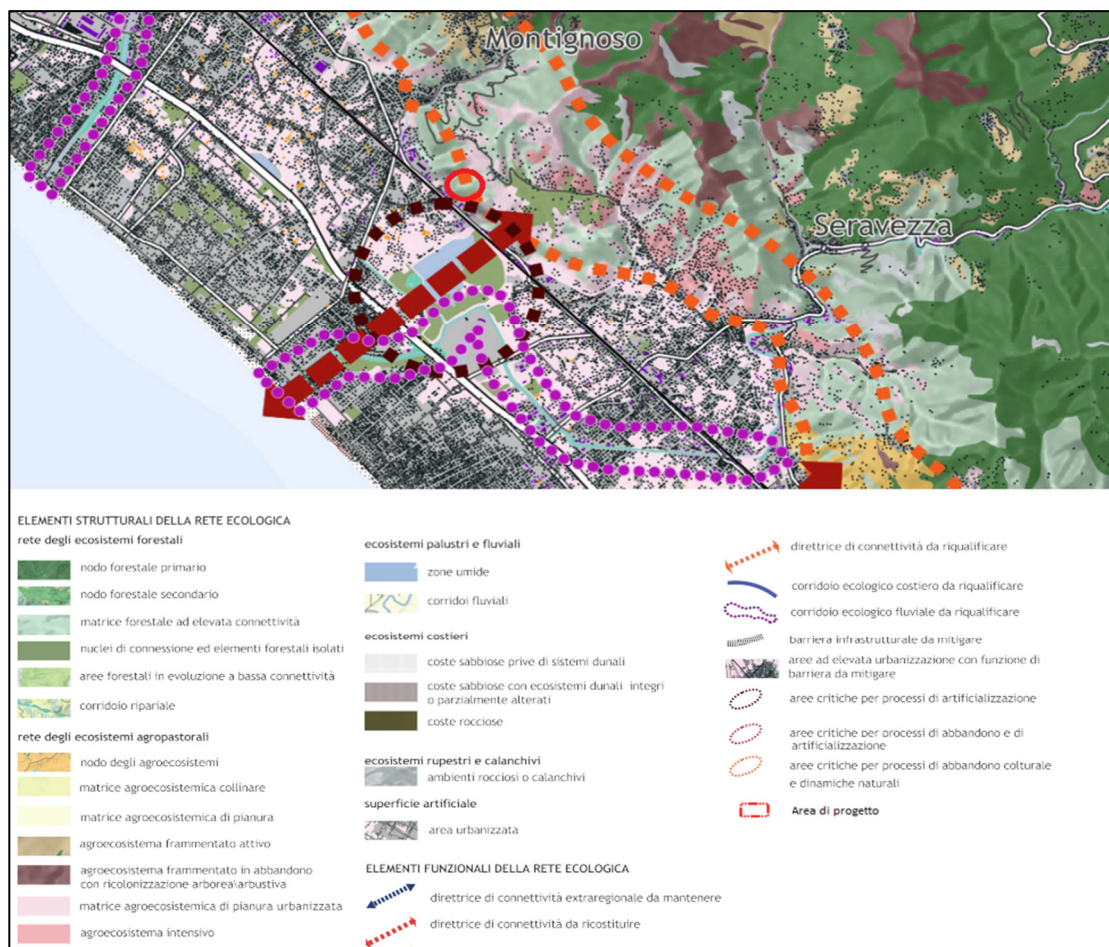 Montignoso
Seravezza
ELEMENTI STRUTTURALI DELLA RETE ECOLOGICA
rete degli ecosistemi forestali
nodo forestale primario
nodo forestale secondario
matrice forestale ad elevata connettività
nuclei di connessione ed elementi forestali isolati
aree forestali in evoluzione a bassa connettività
corridoio ripariale
rete degli ecosistemi agropastorali
nodo degli agroecosistemi
matrice agroecosistemica collinare
matrice agroecosistemica di pianura
agroecosistema frammentato attivo
agroecosistema frammentato in abbandono
con ricolonizzazione arborea\arbustiva
matrice agroecosistemica di pianura urbanizzata
agroecosistema intensivo
ecosistemi palustri e fluviali
zone umide
corridoi fluviali
ecosistemi costieri
coste sabbiose prive di sistemi dunali
coste sabbiose con ecosistemi dunali integri
o parzialmente alterati
coste rocciose
ecosistemi rupestri e calanchivi
ambienti rocciosi o calanchivi
superficie artificiale
area urbanizzata
ELEMENTI FUNZIONALI DELLA RETE ECOLOGICA
direttrice di connettività extraregionale da mantenere
direttrice di connettività da ricostituire
direttrice di connettività da riqualificare
corridoio ecologico costiero da riqualificare
corridoio ecologico fluviale da riqualificare
barriera infrastrutturale da mitigare
aree ad elevata urbanizzazione con funzione di
barriera da mitigare
aree critiche per processi di artificializzazione
aree critiche per processi di abbandono e di
artificializzazione
aree critiche per processi di abbandono colturale
e dinamiche naturali
Area di progetto